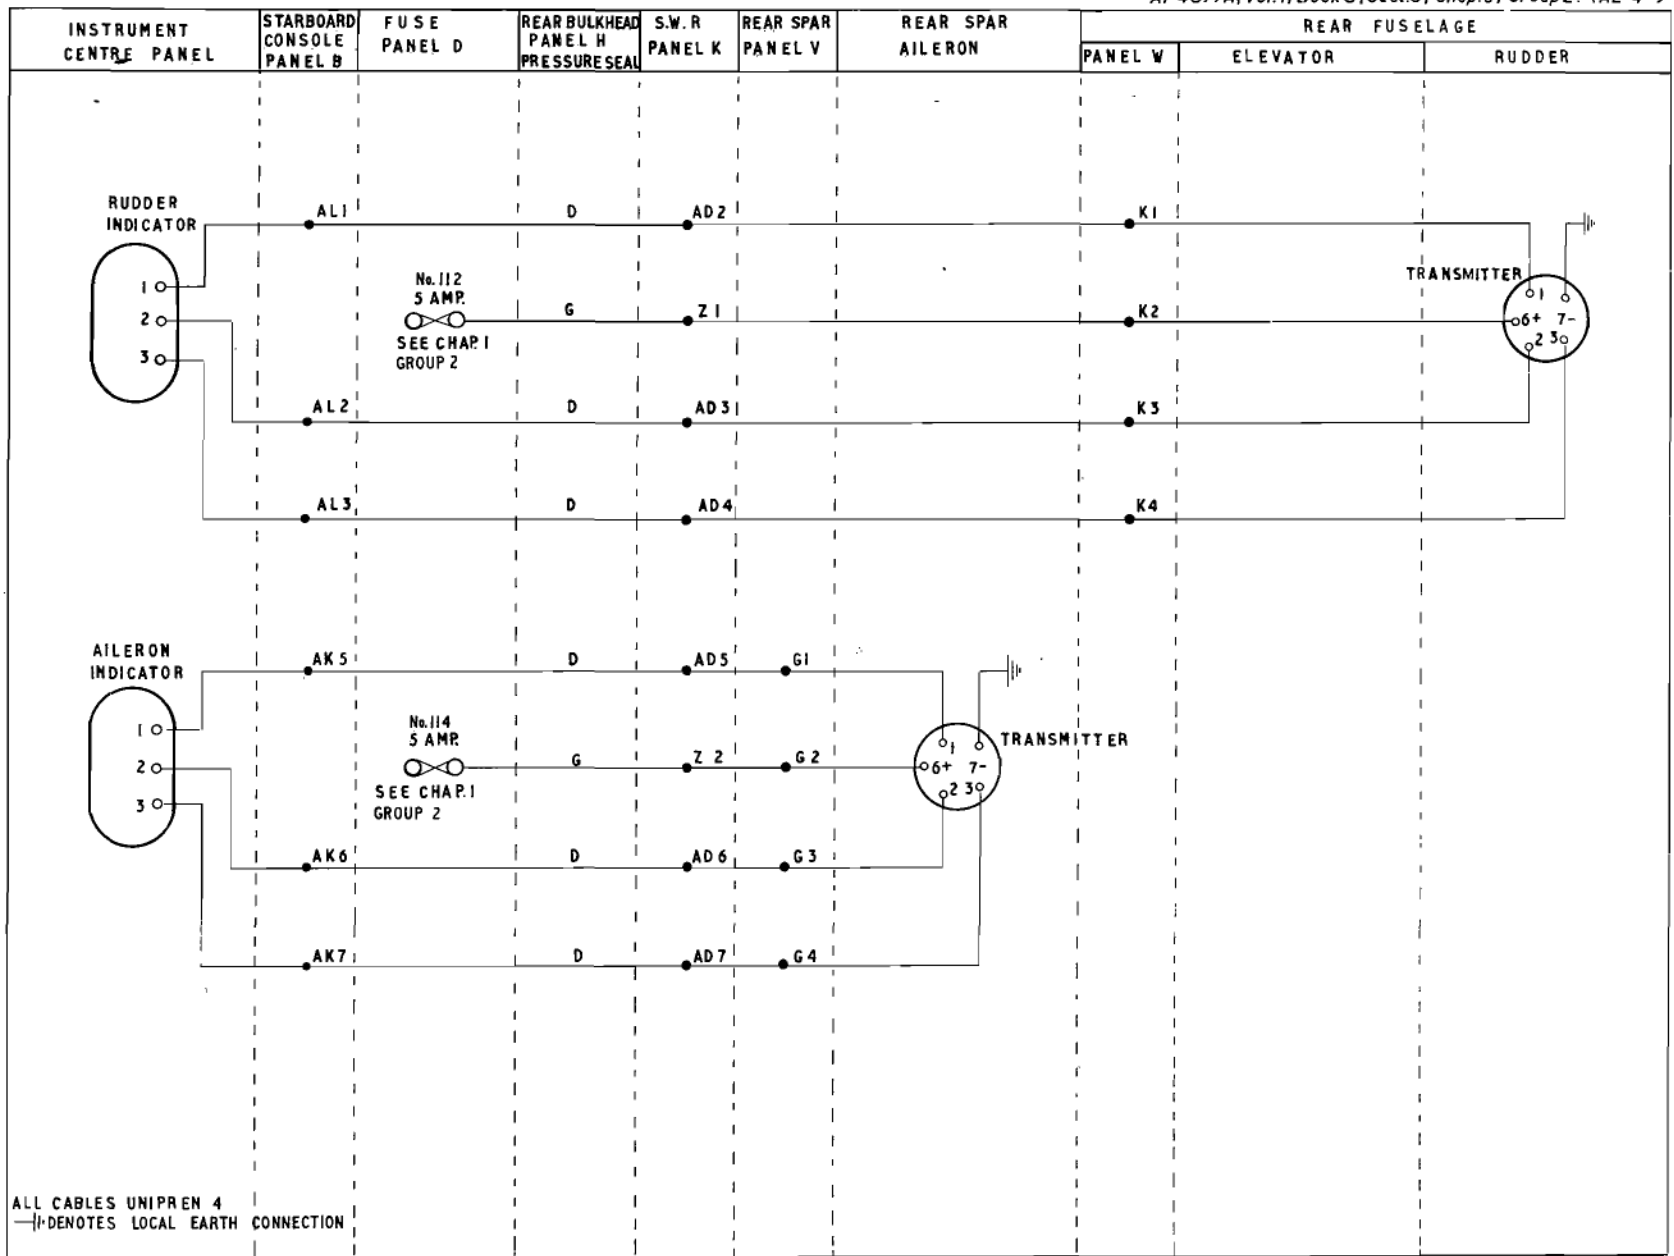 INSTRUMENT
CENTRE PANEL
STARBOARD
CONSOLE
PANEL B
FUSE
PANEL D
REAR BULKHEAD
PANEL H
PRESSURE SEAL
S.W.R
PANEL K
REAR SPAR
PANEL V
REAR SPAR
AILERON
REAR FUSELAGE
PANEL W
ELEVATOR
RUDDER
RUDDER
INDICATOR
AL1
D
AD2
K1
1
2
3
No.112
5 AMP.
SEE CHAP.1
GROUP 2
G
Z1
K2
TRANSMITTER
1
6+ 7-
2 3
AL2
D
AD3
K3
AL3
D
AD4
K4
AILERON
INDICATOR
AK5
D
AD5
G1
1
2
3
No.114
5 AMP.
SEE CHAP.1
GROUP 2
G
Z 2
G2
TRANSMITTER
1
6+ 7-
2 3
AK6
D
AD6
G3
AK7
D
AD7
G4
ALL CABLES UNIPREN 4
DENOTES LOCAL EARTH CONNECTION